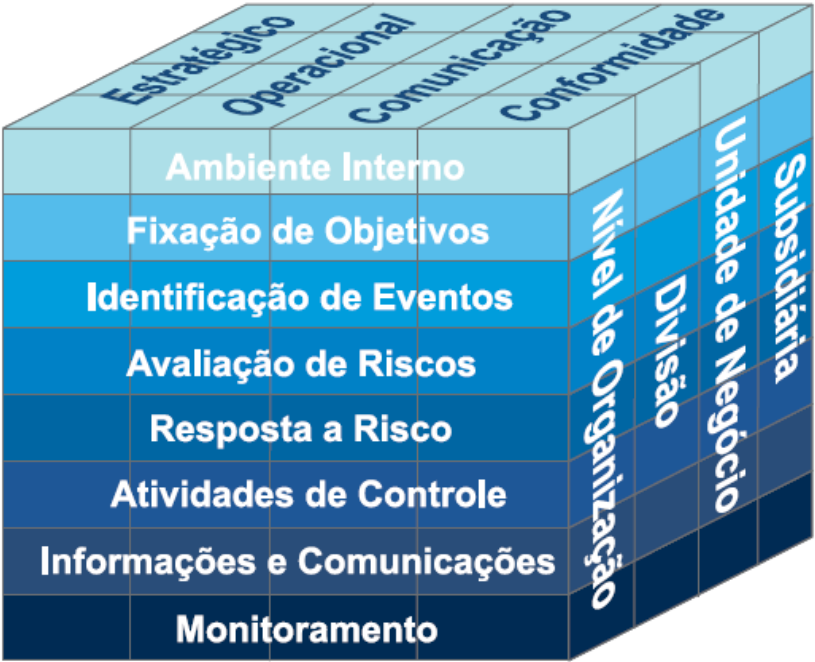 Estratégico
Operacional
Comunicação
Conformidade
Ambiente Interno
Fixação de Objetivos
Identificação de Eventos
Avaliação de Riscos
Resposta a Risco
Atividades de Controle
Informações e Comunicações
Monitoramento
Nível de Organização
Divisão
Unidade de Negócio
Subsidiária